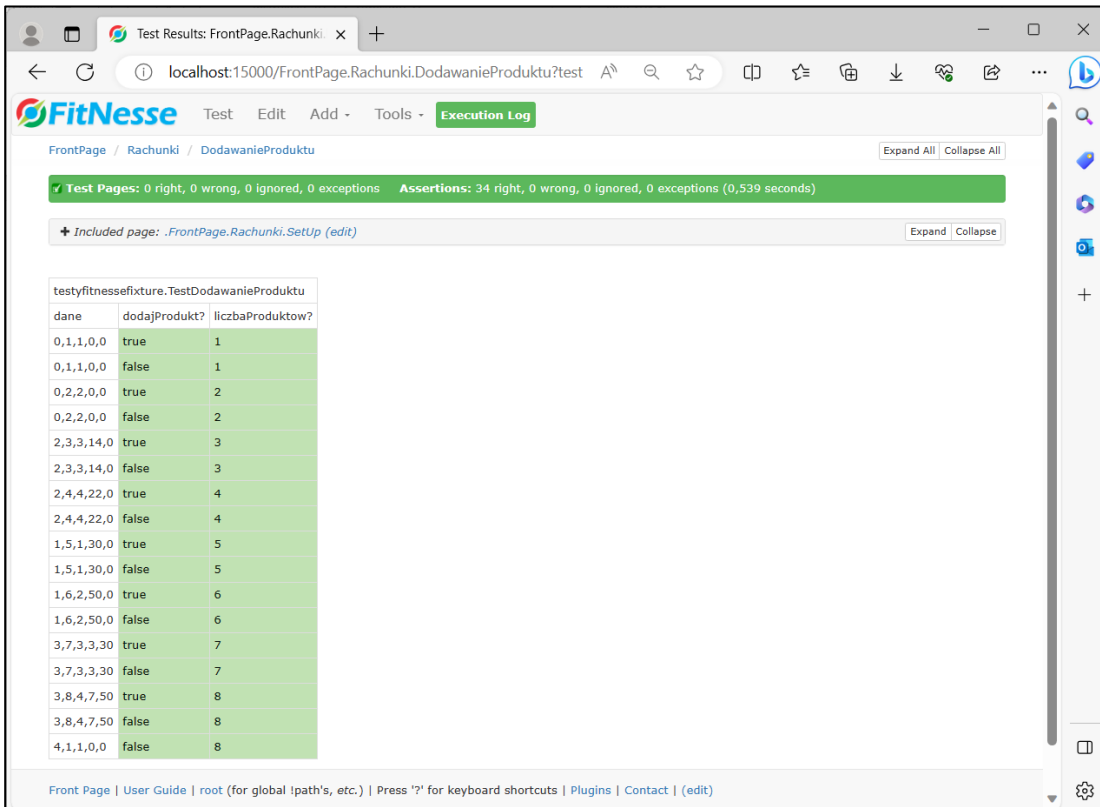 Test Results: FrontPage.Rachunki.
localhost:15000/FrontPage.Rachunki.DodawanieProduktu?test
FitNesse Test Edit Add Tools Execution Log
FrontPage / Rachunki / DodawanieProduktu Expand All Collapse All
Test Pages: 0 right, 0 wrong, 0 ignored, 0 exceptions Assertions: 34 right, 0 wrong, 0 ignored, 0 exceptions (0,539 seconds)
Included page: .FrontPage.Rachunki.SetUp (edit) Expand Collapse
testyfitnessefixture.TestDodawanieProduktu
dane dodajProdukt? liczbaProduktow?
0,1,1,0,0 true 1
0,1,1,0,0 false 1
0,2,2,0,0 true 2
0,2,2,0,0 false 2
2,3,3,14,0 true 3
2,3,3,14,0 false 3
2,4,4,22,0 true 4
2,4,4,22,0 false 4
1,5,1,30,0 true 5
1,5,1,30,0 false 5
1,6,2,50,0 true 6
1,6,2,50,0 false 6
3,7,3,3,30 true 7
3,7,3,3,30 false 7
3,8,4,7,50 true 8
3,8,4,7,50 false 8
4,1,1,0,0 false 8
Front Page | User Guide | root (for global !path's, etc.) | Press '?' for keyboard shortcuts | Plugins | Contact | (edit)